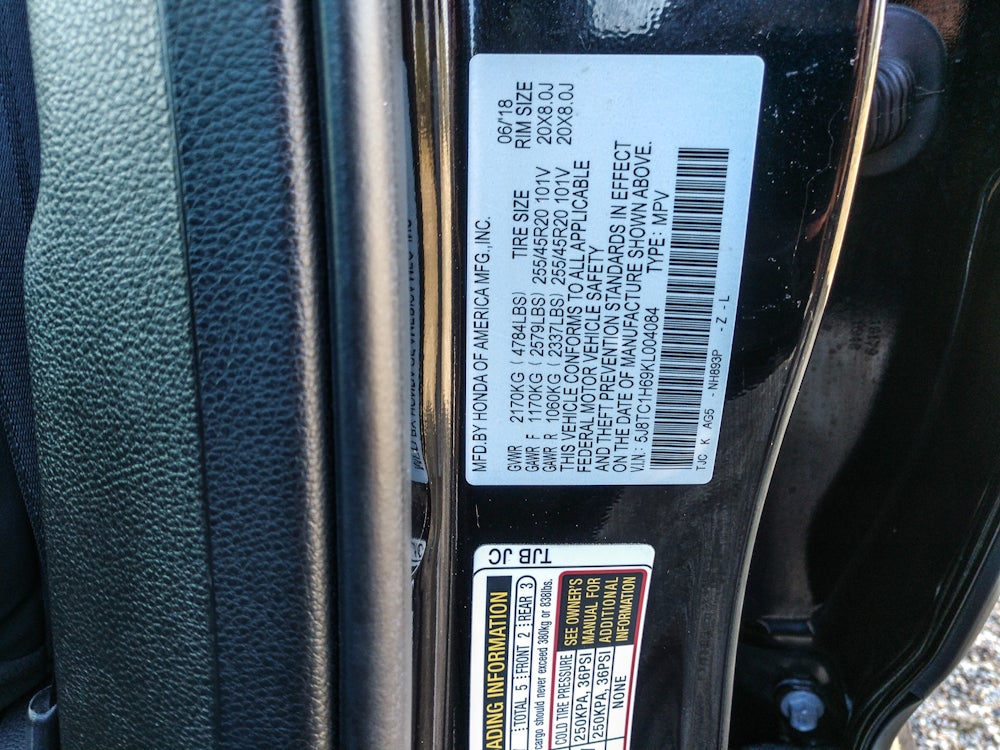 MFD.BY HONDA OF AMERICA MFG.,INC. 06/'18
TIRE SIZE RIM SIZE
GVWR 2170KG (4784LBS)
GAWR F 1170KG (2579LBS) 255/45R20 101V 20X8.0J
GAWR R 1060KG (2337LBS) 255/45R20 101V 20X8.0J
THIS VEHICLE CONFORMS TO ALL APPLICABLE
FEDERAL MOTOR VEHICLE SAFETY
AND THEFT PREVENTION STANDARDS IN EFFECT
ON THE DATE OF MANUFACTURE SHOWN ABOVE.
V.I.N.: 5J8TC1H69KL004084 TYPE: MPV
TJC K AG5 - NH893P - Z - L
TJB JC
ADING INFORMATION
TOTAL 5 FRONT 2 REAR 3
cargo should never exceed 380kg or 838lbs.
COLD TIRE PRESSURE
250KPA, 36PSI
250KPA, 36PSI
NONE
SEE OWNER'S
MANUAL FOR
ADDITIONAL
INFORMATION